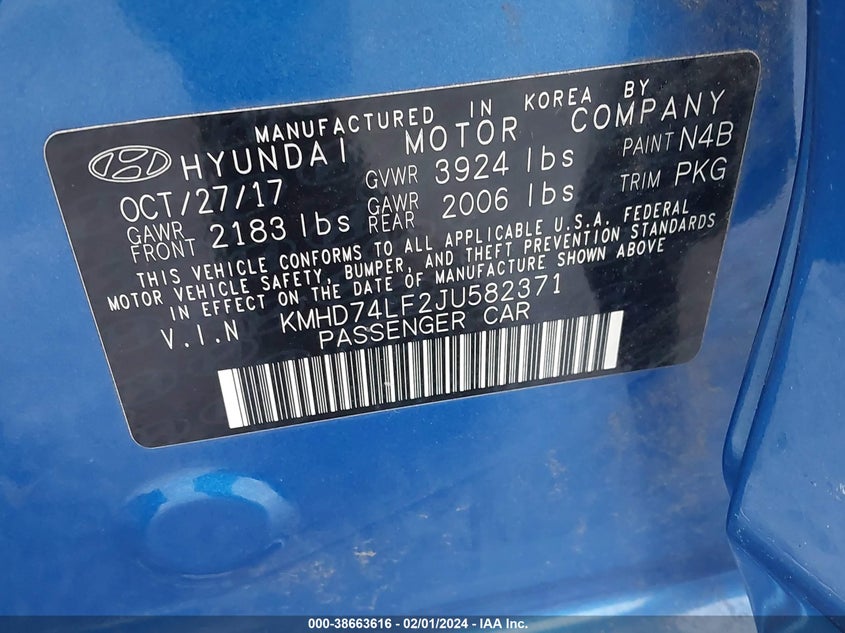 MANUFACTURED IN KOREA BY
HYUNDAI MOTOR COMPANY
OCT/27/17 GVWR 3924 lbs PAINT N4B
GAWR FRONT 2183 lbs GAWR REAR 2006 lbs TRIM PKG
THIS VEHICLE CONFORMS TO ALL APPLICABLE U.S.A. FEDERAL
MOTOR VEHICLE SAFETY, BUMPER, AND THEFT PREVENTION STANDARDS
IN EFFECT ON THE DATE OF MANUFACTURE SHOWN ABOVE
V.I.N KMHD74LF2JU582371
PASSENGER CAR
000-38663616 - 02/01/2024 - IAA Inc.